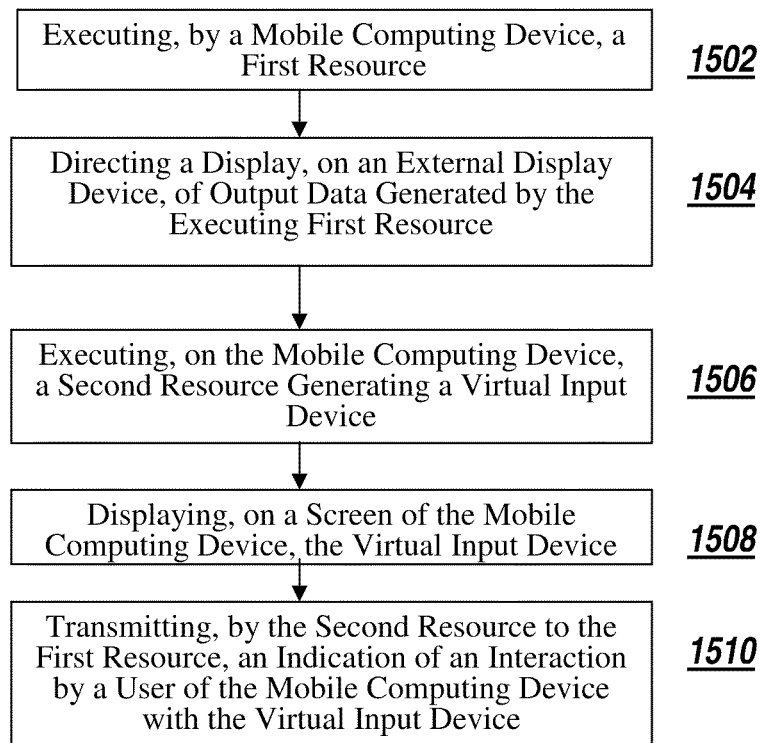 Executing, by a Mobile Computing Device, a
First Resource
1502
Directing a Display, on an External Display
Device, of Output Data Generated by the
Executing First Resource
1504
Executing, on the Mobile Computing Device,
a Second Resource Generating a Virtual Input
Device
1506
Displaying, on a Screen of the Mobile
Computing Device, the Virtual Input Device
1508
Transmitting, by the Second Resource to the
First Resource, an Indication of an Interaction
by a User of the Mobile Computing Device
with the Virtual Input Device
1510